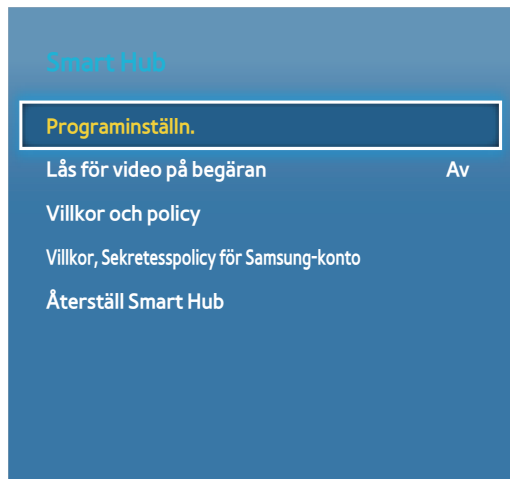 Smart Hub
Programinställn.
Lås för video på begäran Av
Villkor och policy
Villkor, Sekretesspolicy för Samsung-konto
Återställ Smart Hub